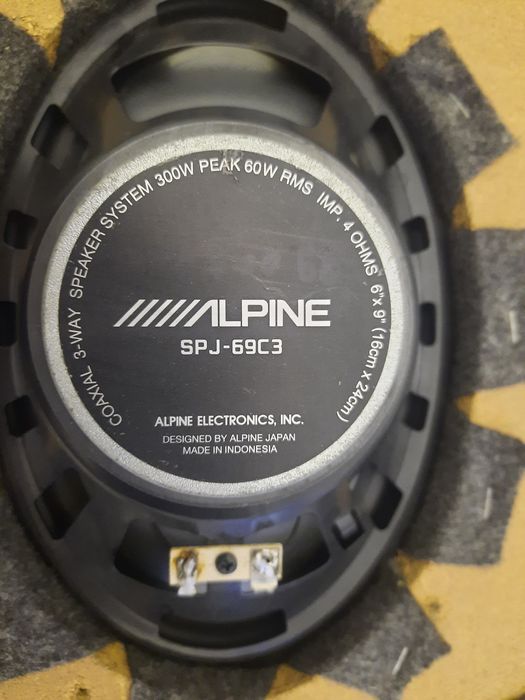 COAXIAL 3-WAY SPEAKER SYSTEM 300W PEAK 60W RMS IMP. 4 OHMS 6"x 9" (16cm x 24cm)
ALPINE
SPJ-69C3
ALPINE ELECTRONICS, INC.
DESIGNED BY ALPINE JAPAN
MADE IN INDONESIA